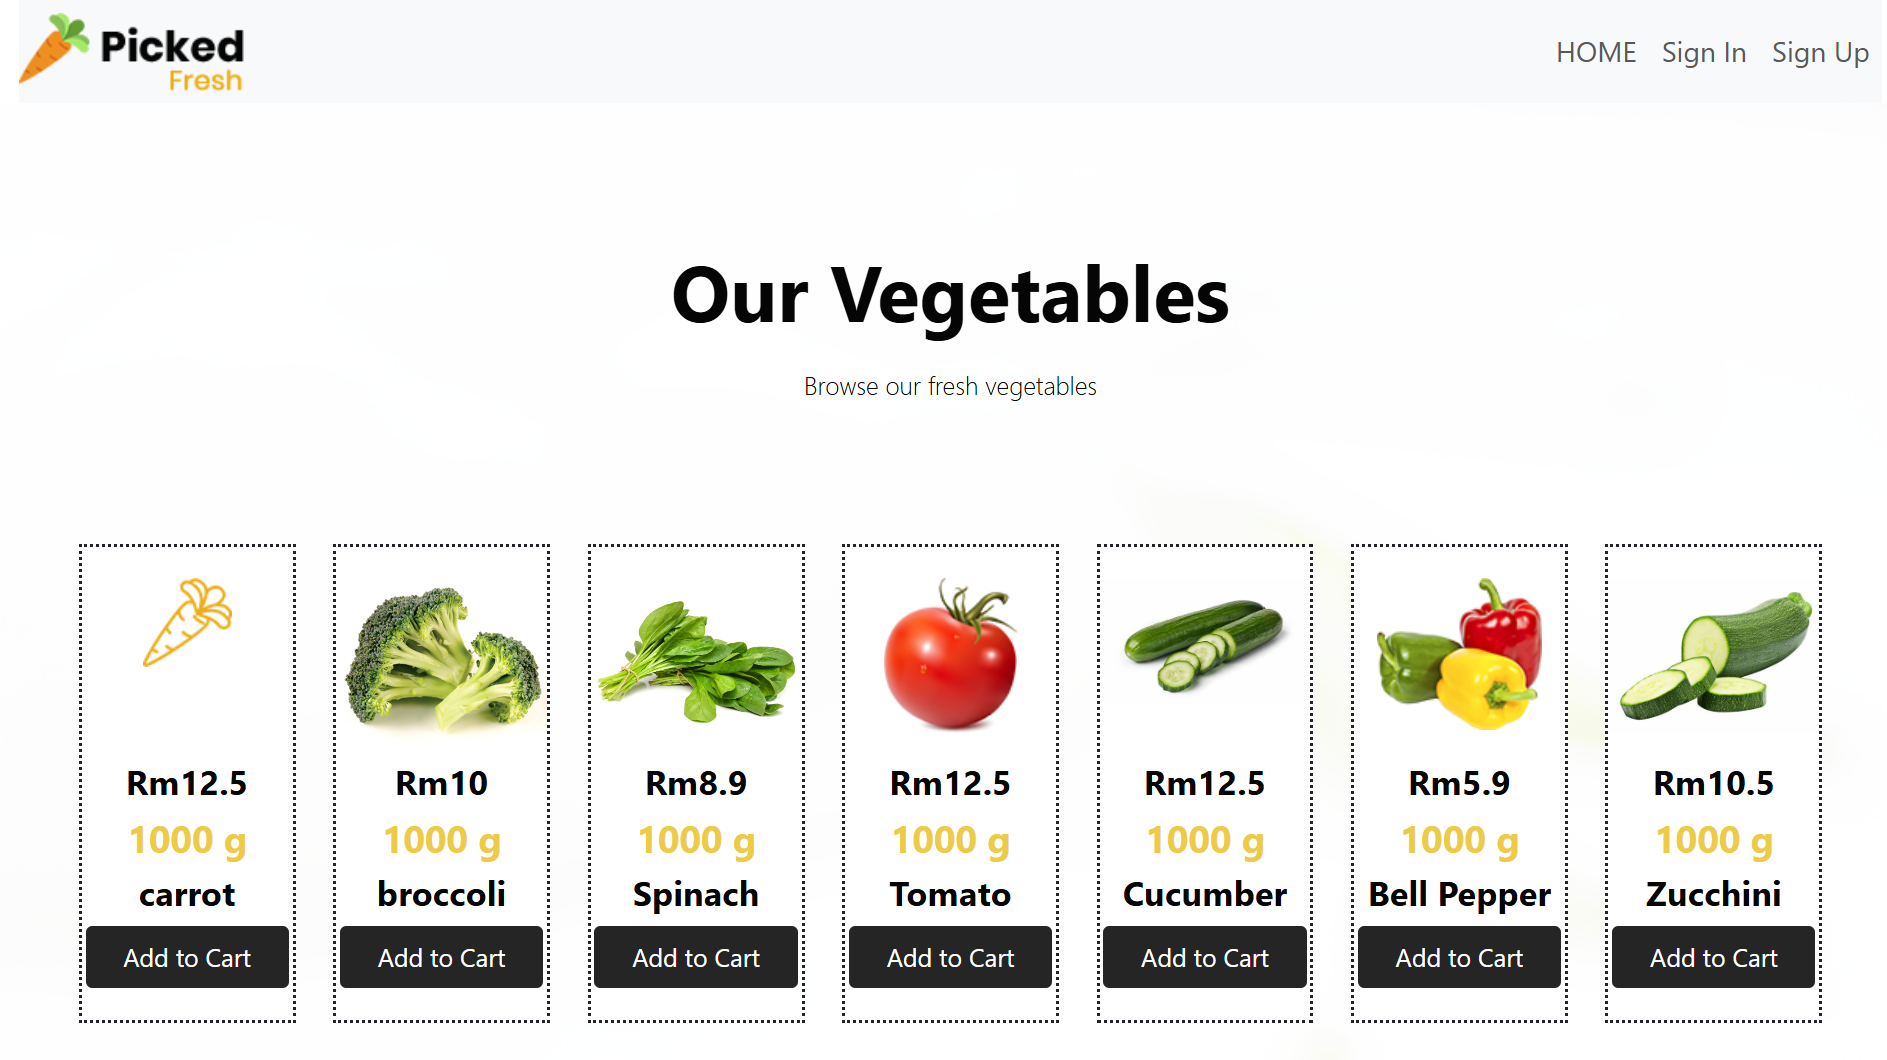 Picked
Fresh
HOME Sign In Sign Up
Our Vegetables
Browse our fresh vegetables
Rm12.5
1000 g
carrot
Add to Cart
Rm10
1000 g
broccoli
Add to Cart
Rm8.9
1000 g
Spinach
Add to Cart
Rm12.5
1000 g
Tomato
Add to Cart
Rm12.5
1000 g
Cucumber
Add to Cart
Rm5.9
1000 g
Bell Pepper
Add to Cart
Rm10.5
1000 g
Zucchini
Add to Cart